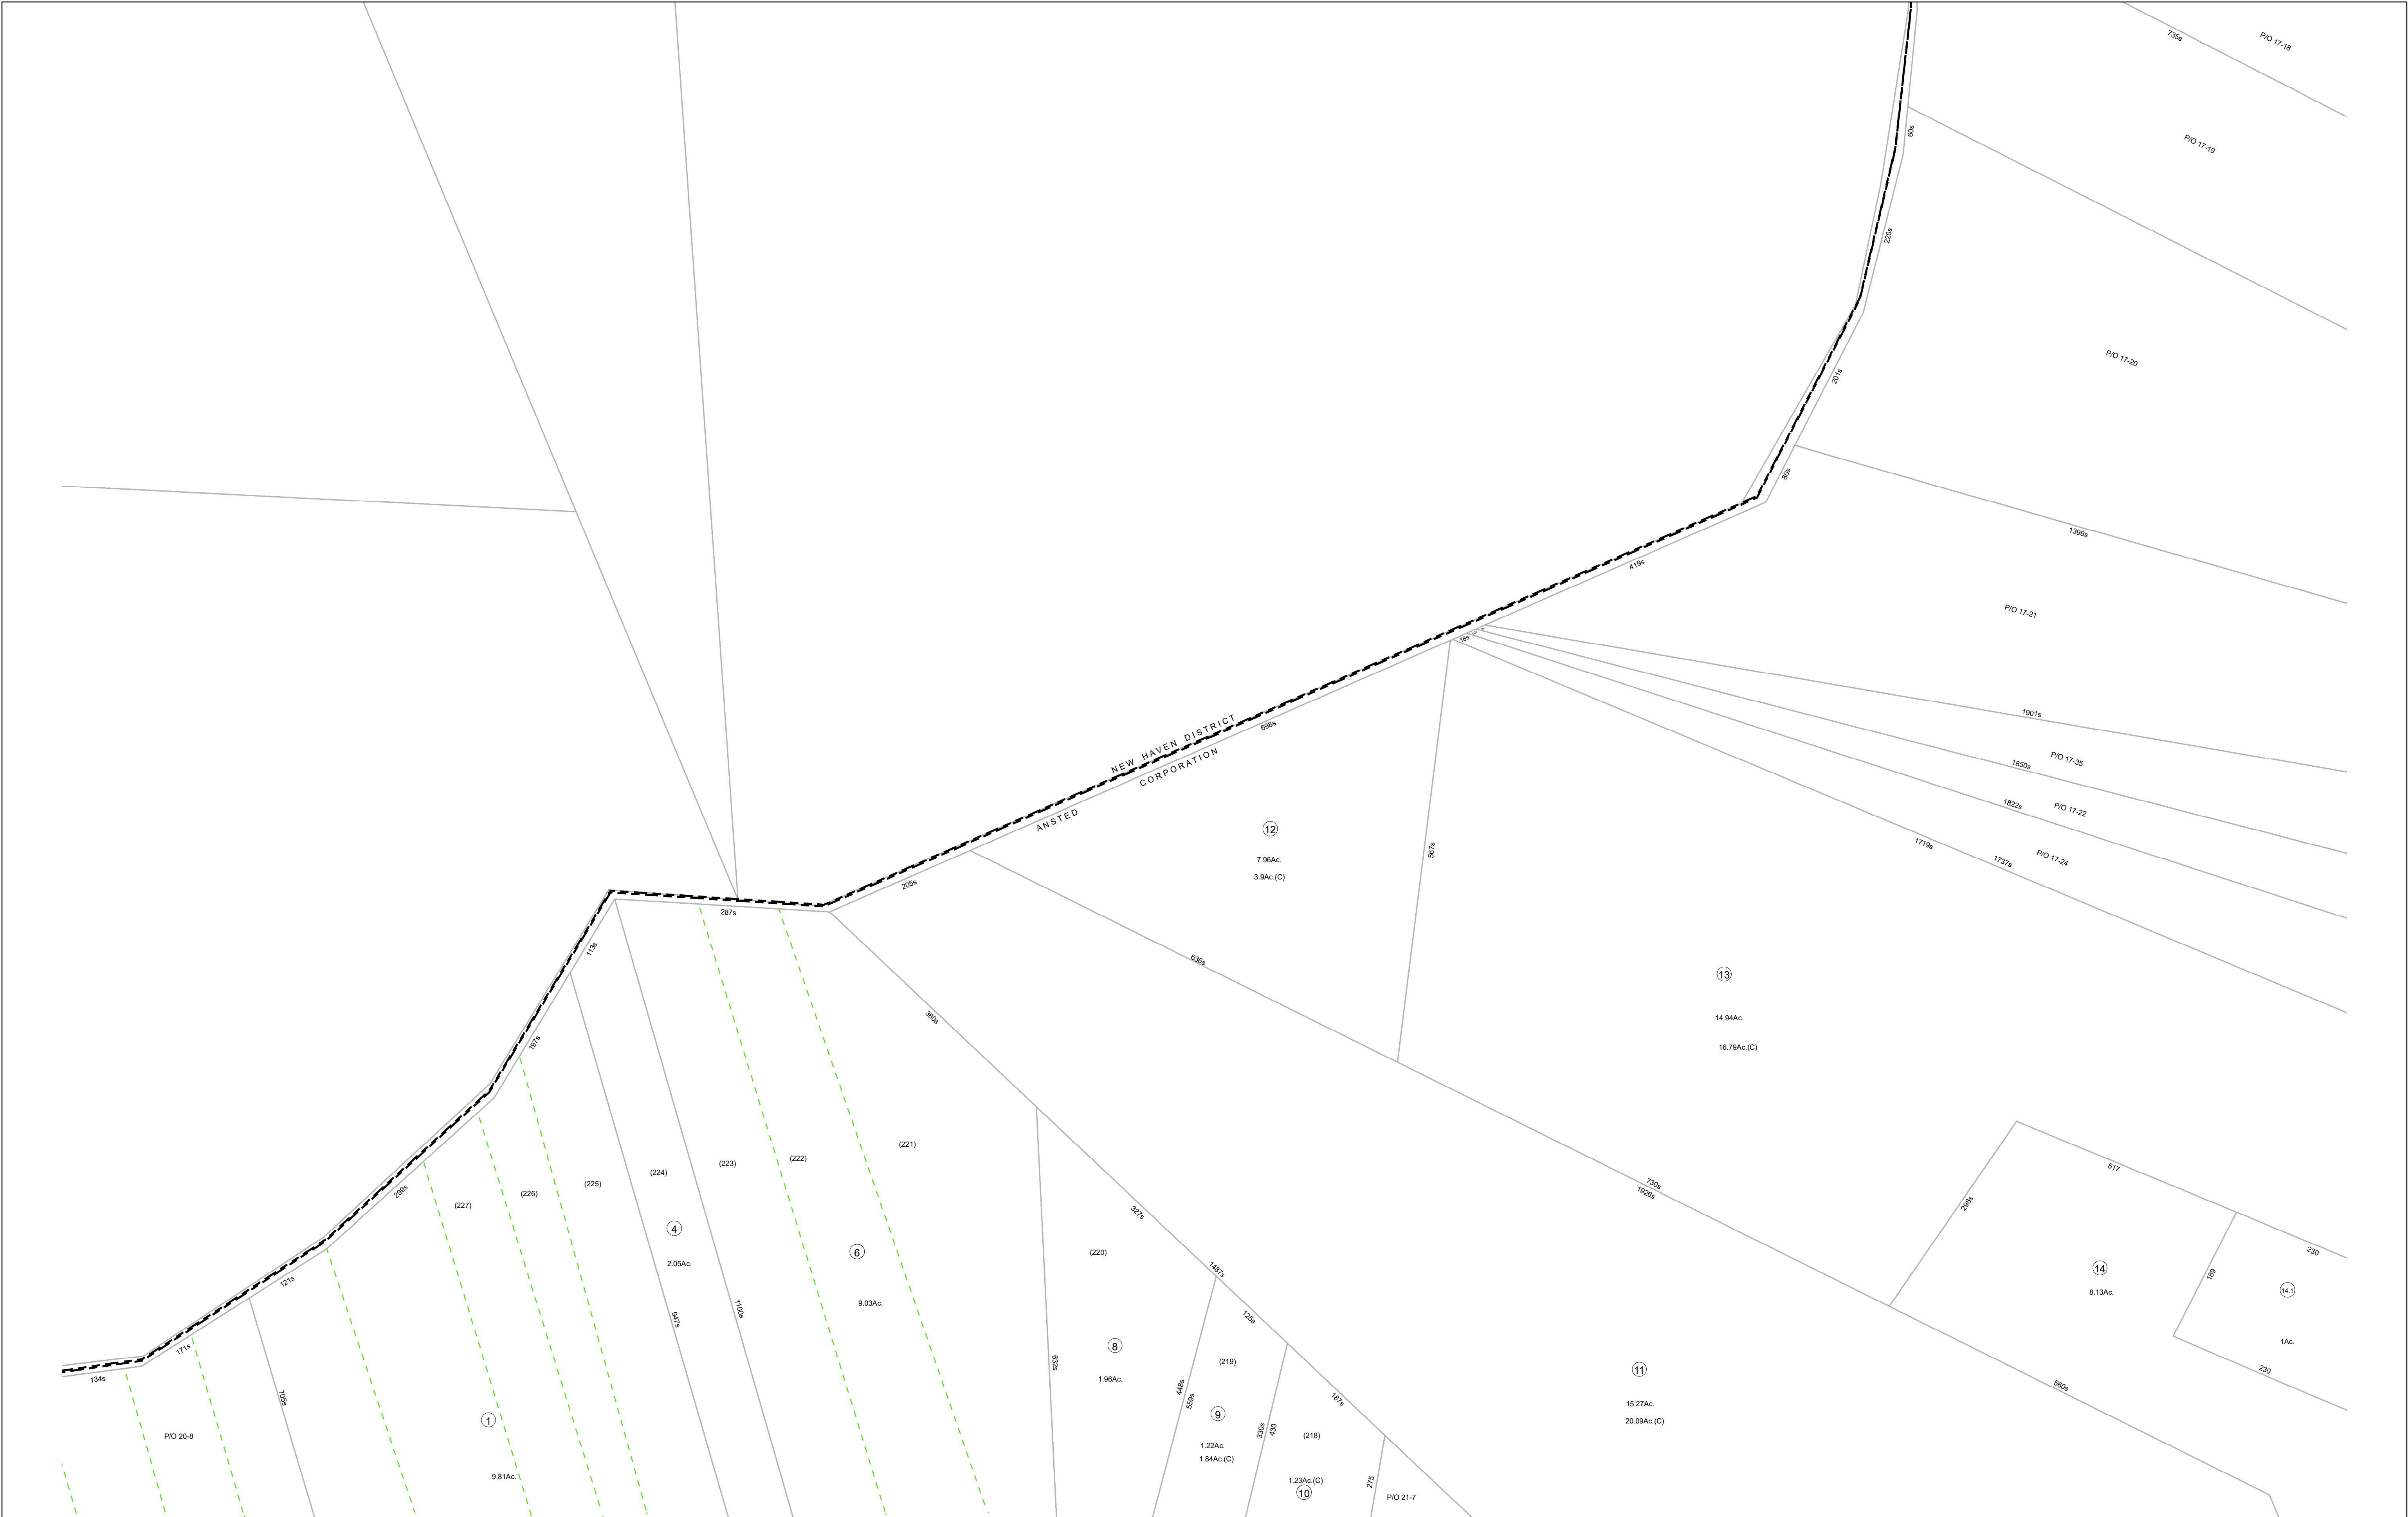 735s
P/O 17-18
60s
P/O 17-19
220s
P/O 17-20
201s
80s
1396s
419s
P/O 17-21
18s
NEW HAVEN DISTRICT
698s
ANSTED CORPORATION
1901s
P/O 17-35
1850s
P/O 17-22
1822s
P/O 17-24
1719s
1737s
12
7.96Ac.
3.9Ac.(C)
567s
205s
287s
113s
636s
13
14.94Ac.
16.79Ac.(C)
380s
197s
299s
(227)
(226)
(225)
(224)
(223)
(222)
(221)
4
2.05Ac.
6
9.03Ac.
327s
730s
1926s
517
298s
230
189
14
8.13Ac.
14.1
1Ac.
230
(220)
1487s
125s
121s
171s
134s
705s
947s
1100s
632s
8
1.96Ac.
448s
559s
(219)
9
1.22Ac.
1.84Ac.(C)
330s
430
187s
(218)
1.23Ac.(C)
10
275
P/O 21-7
11
15.27Ac.
20.09Ac.(C)
560s
P/O 20-8
1
9.81Ac.